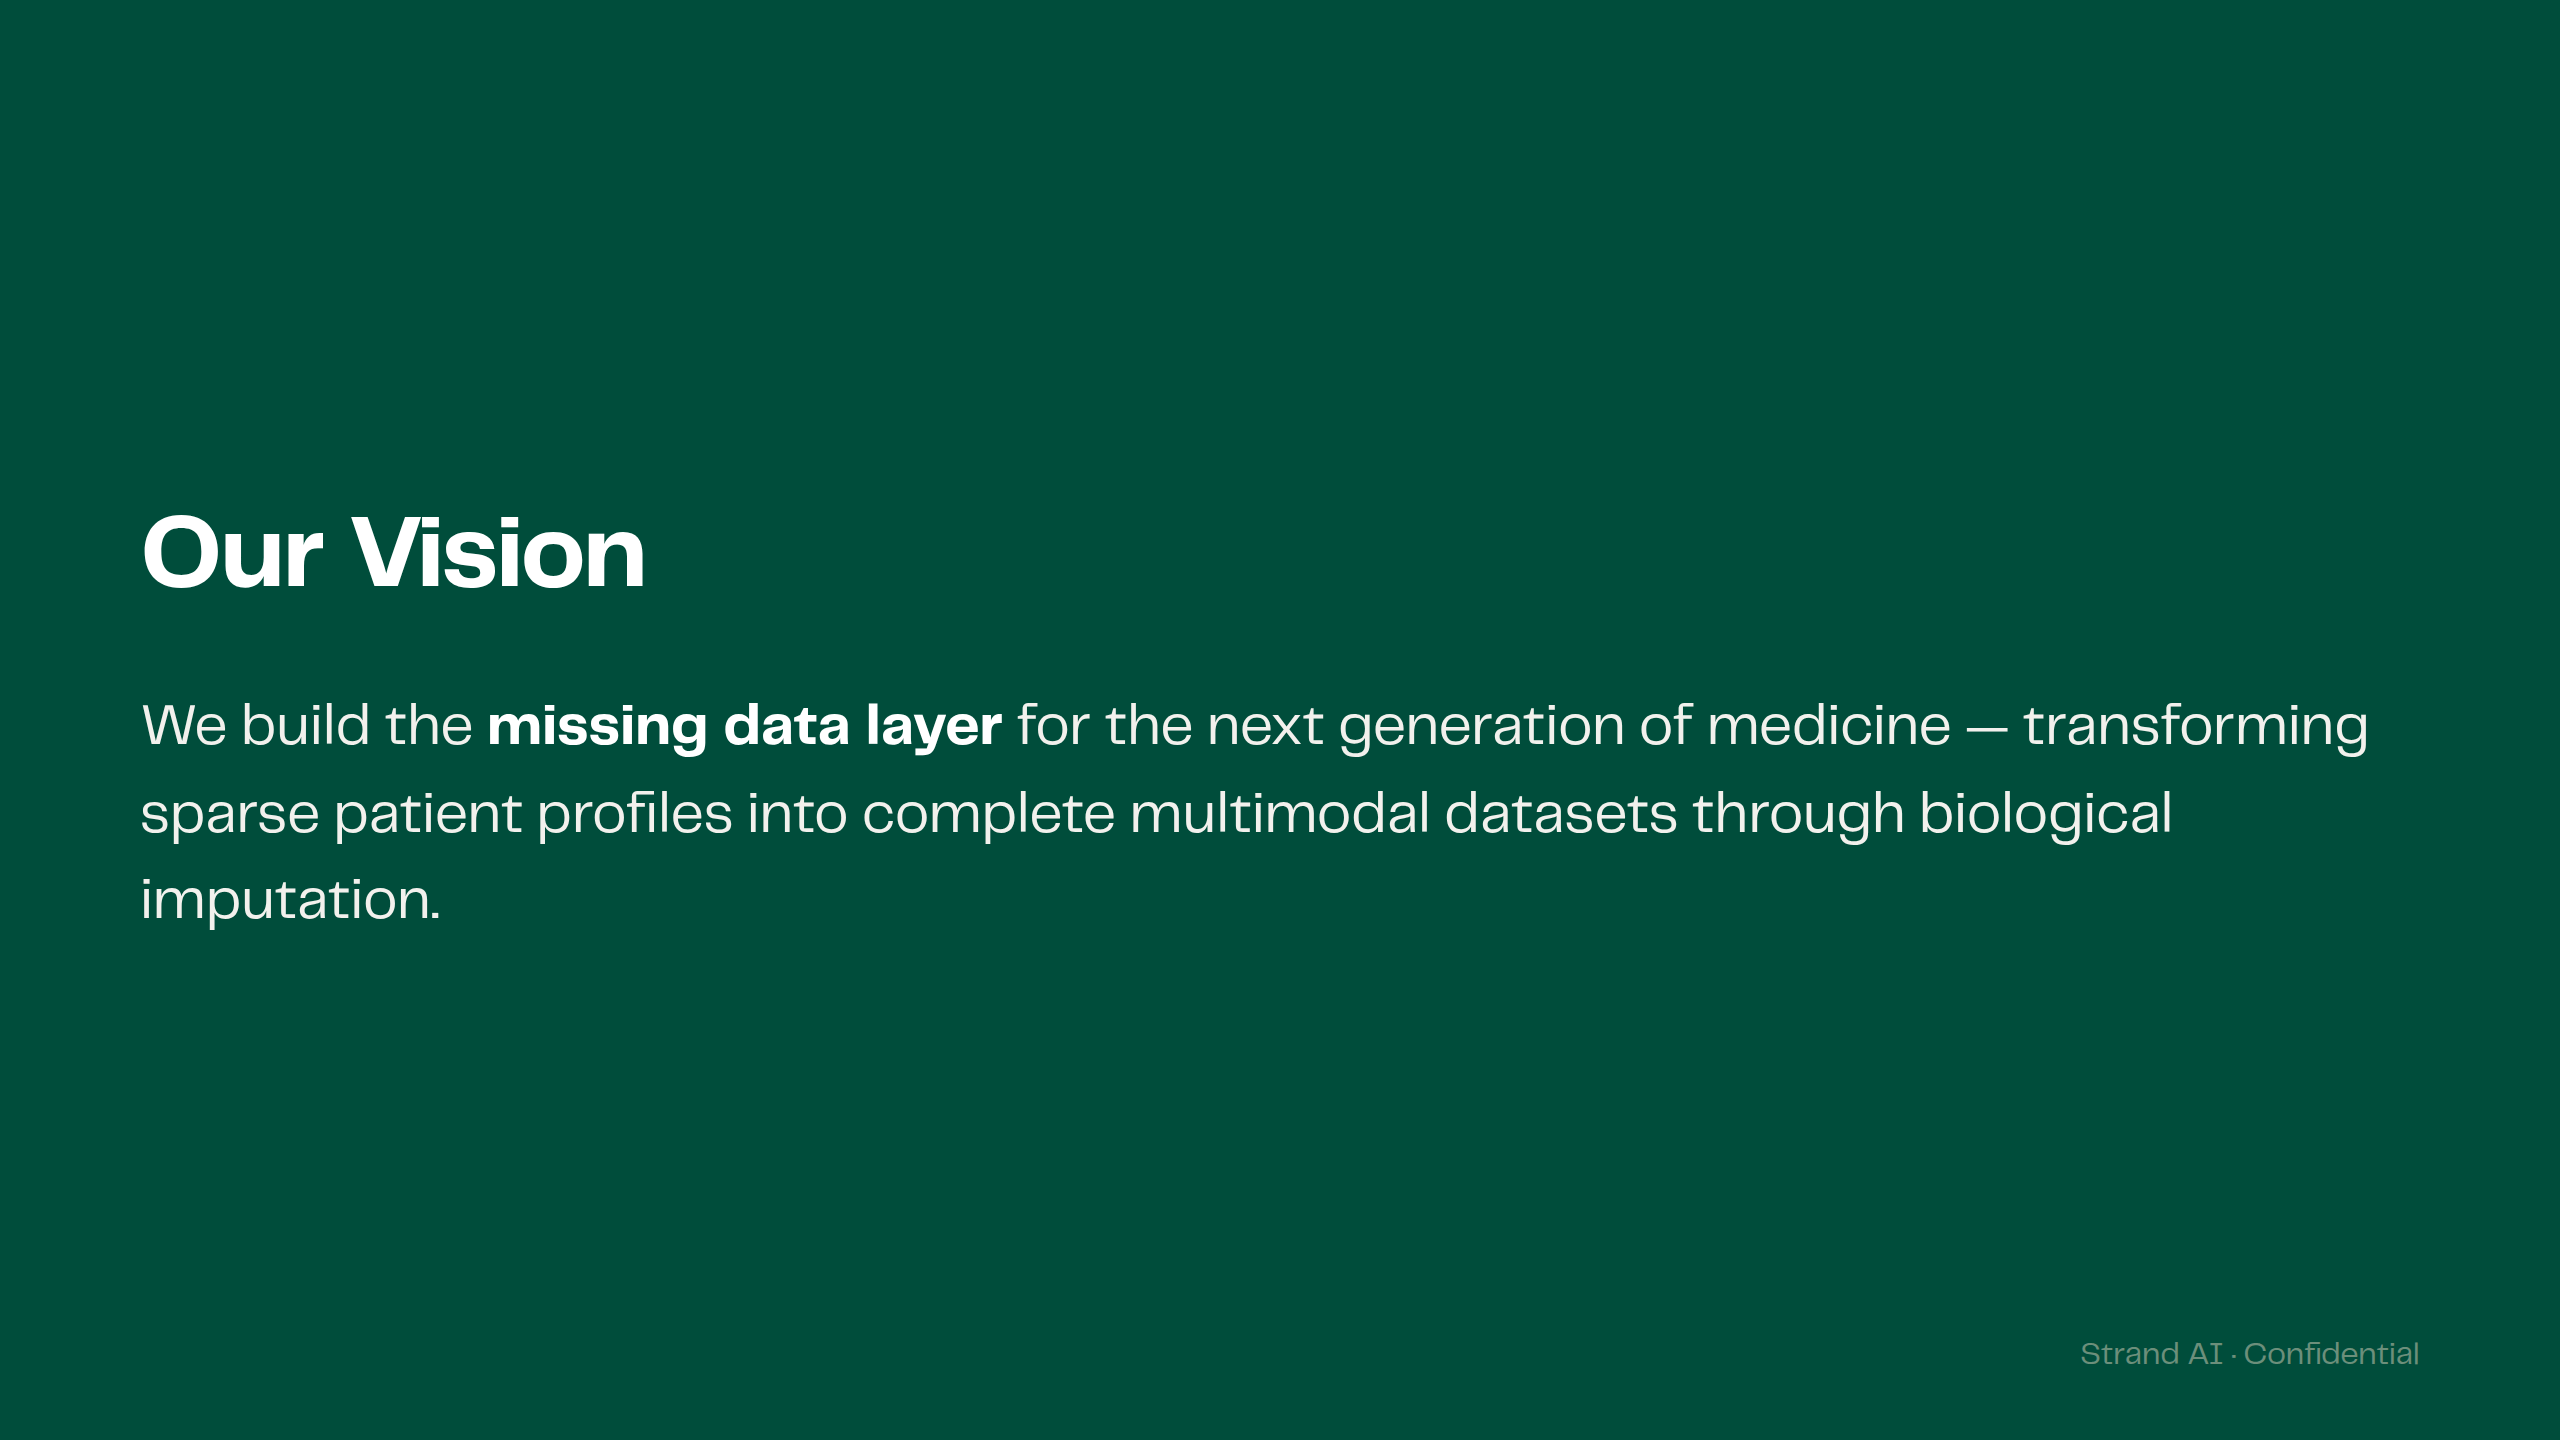 Our Vision
We build the missing data layer for the next generation of medicine — transforming
sparse patient profiles into complete multimodal datasets through biological
imputation.
Strand AI · Confidential